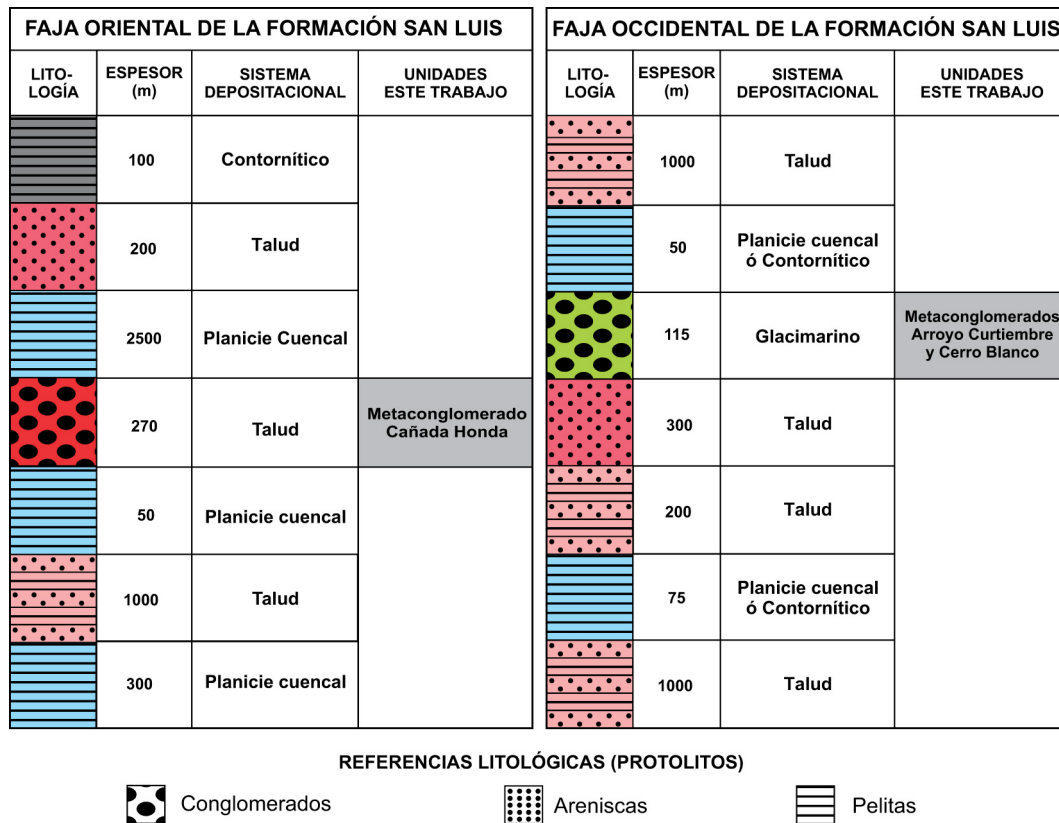 FAJA ORIENTAL DE LA FORMACIÓN SAN LUIS
LITO-
LOGÍA
ESPESOR
(m)
SISTEMA
DEPOSITACIONAL
UNIDADES
ESTE TRABAJO
100
Contornítico
200
Talud
2500
Planicie Cuencal
270
Talud
Metaconglomerado
Cañada Honda
50
Planicie cuencal
1000
Talud
300
Planicie cuencal
FAJA OCCIDENTAL DE LA FORMACIÓN SAN LUIS
LITO-
LOGÍA
ESPESOR
(m)
SISTEMA
DEPOSITACIONAL
UNIDADES
ESTE TRABAJO
1000
Talud
50
Planicie cuencal
ó Contornítico
115
Glacimarino
Metaconglomerados
Arroyo Curtiembre
y Cerro Blanco
300
Talud
200
Talud
75
Planicie cuencal
ó Contornítico
1000
Talud
REFERENCIAS LITOLÓGICAS (PROTOLITOS)
Conglomerados
Areniscas
Pelitas